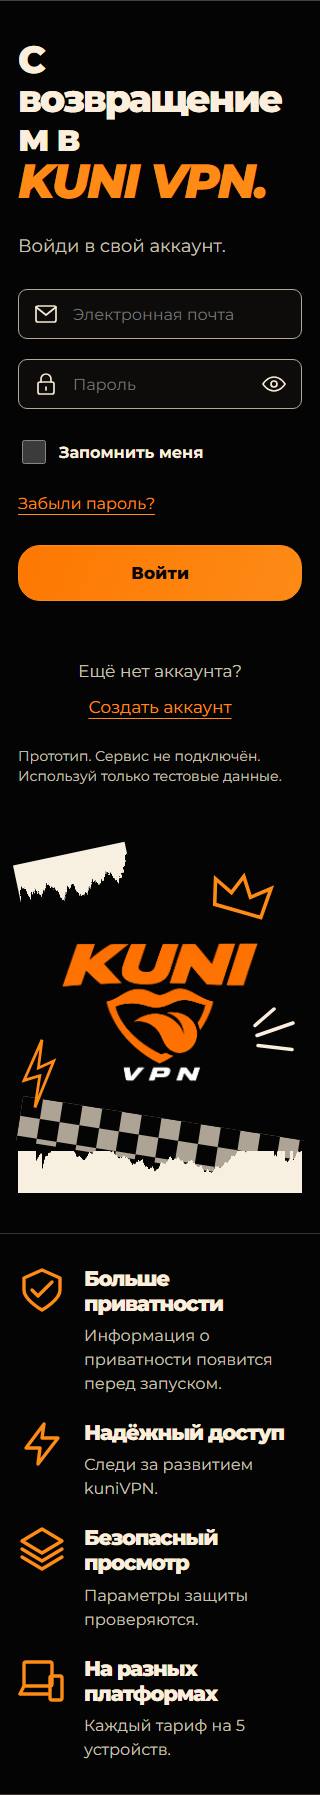 С
возвращение
м в
KUNI VPN.
Войди в свой аккаунт.
Электронная почта
Пароль
Запомнить меня
Забыли пароль?
Войти
Ещё нет аккаунта?
Создать аккаунт
Прототип. Сервис не подключён.
Используй только тестовые данные.
KUNI
VPN
Больше
приватности
Информация о
приватности появится
перед запуском.
Надёжный доступ
Следи за развитием
kuniVPN.
Безопасный
просмотр
Параметры защиты
проверяются.
На разных
платформах
Каждый тариф на 5
устройств.